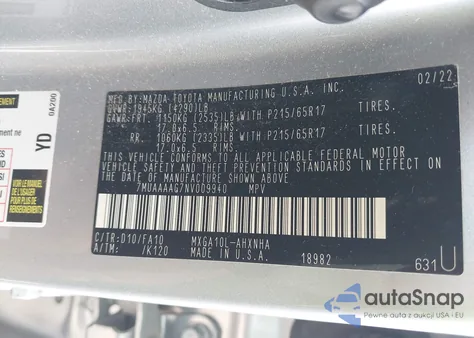 MFD. BY: MAZDA TOYOTA MANUFACTURING U.S.A. INC. 02/22
GVWR: 1945KG (4290)LB
GAWR: FRT. 1150KG (2535)LB WITH P215/65R17 TIRES.
17.0x6.5 RIMS.
RR. 1060KG (2335)LB WITH P215/65R17 TIRES.
17.0x6.5 RIMS.
THIS VEHICLE CONFORMS TO ALL APPLICABLE FEDERAL MOTOR
VEHICLE SAFETY AND THEFT PREVENTION STANDARDS IN EFFECT ON
THE DATE OF MANUFACTURE SHOWN ABOVE.
7MUAAAAG7NV009940 MPV
C/TR:D10/FA10 MXGA10L-AHXNHA
A/TM: /K120 MADE IN U.S.A. 18982
631U
0A200
YD
autoSnap
Pewne auta z aukcji USA i EU